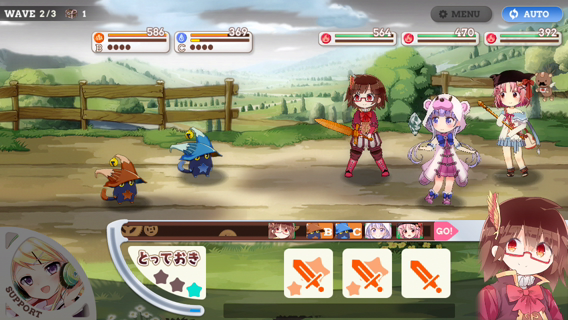 WAVE 2/3 1
MENU
AUTO
586
B
369
C
564
470
392
B
C
GO!
とっておき
SUPPORT